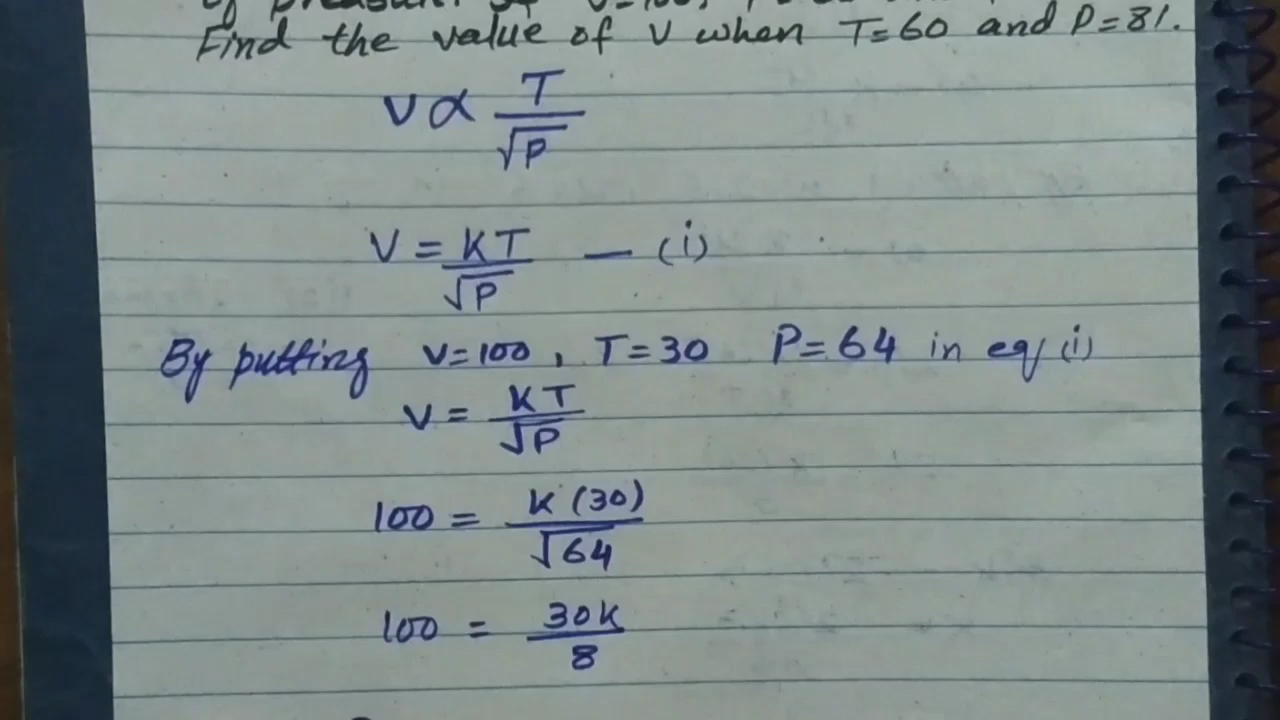 V=100,
Find the value of V when T=60 and P=81.
V ∝ T/√P
V = KT/√P — (i)
By putting V=100, T=30 P=64 in eq (i)
V = KT/√P
100 = K(30)/√64
100 = 30K/8